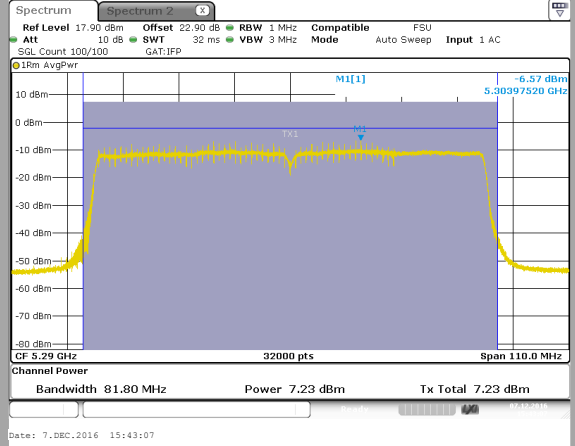 Spectrum
Spectrum 2 X
Ref Level 17.90 dBm Offset 22.90 dB RBW 1 MHz Compatible FSU
Att 10 dB SWT 32 ms VBW 3 MHz Mode Auto Sweep Input 1 AC
SGL Count 100/100 GAT:IFP
1Rm AvgPwr
M1[1] -6.57 dBm
5.30397520 GHz
10 dBm
0 dBm
TX1
M1
-10 dBm
-20 dBm
-30 dBm
-40 dBm
-50 dBm
-60 dBm
-70 dBm
-80 dBm
CF 5.29 GHz 32000 pts Span 110.0 MHz
Channel Power
Bandwidth 81.80 MHz Power 7.23 dBm Tx Total 7.23 dBm
Ready 07.12.2016
Date: 7.DEC.2016 15:43:07